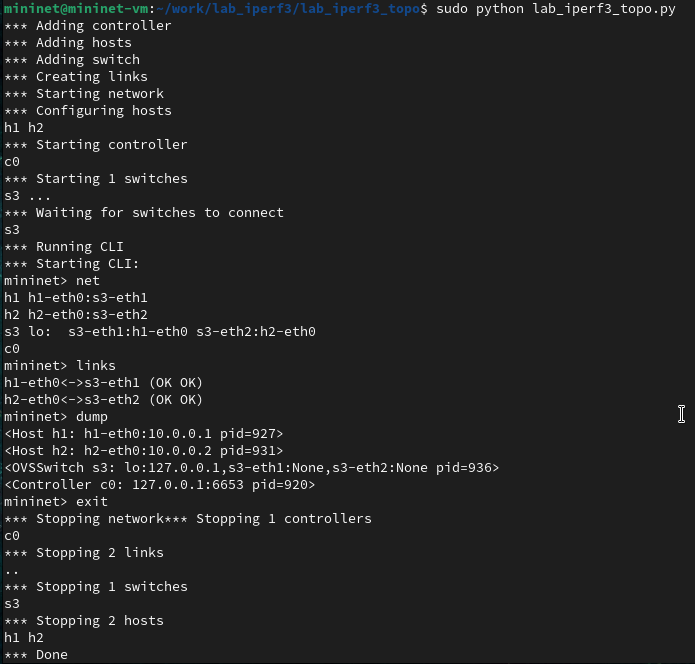 mininet@mininet-vm:~/work/lab_iperf3/lab_iperf3_topo$ sudo python lab_iperf3_topo.py
*** Adding controller
*** Adding hosts
*** Adding switch
*** Creating links
*** Starting network
*** Configuring hosts
h1 h2
*** Starting controller
c0
*** Starting 1 switches
s3 ...
*** Waiting for switches to connect
s3
*** Running CLI
*** Starting CLI:
mininet> net
h1 h1-eth0:s3-eth1
h2 h2-eth0:s3-eth2
s3 lo:  s3-eth1:h1-eth0 s3-eth2:h2-eth0
c0
mininet> links
h1-eth0<->s3-eth1 (OK OK)
h2-eth0<->s3-eth2 (OK OK)
mininet> dump
<Host h1: h1-eth0:10.0.0.1 pid=927>
<Host h2: h2-eth0:10.0.0.2 pid=931>
<OVSSwitch s3: lo:127.0.0.1,s3-eth1:None,s3-eth2:None pid=936>
<Controller c0: 127.0.0.1:6653 pid=920>
mininet> exit
*** Stopping network*** Stopping 1 controllers
c0
*** Stopping 2 links
..
*** Stopping 1 switches
s3
*** Stopping 2 hosts
h1 h2
*** Done